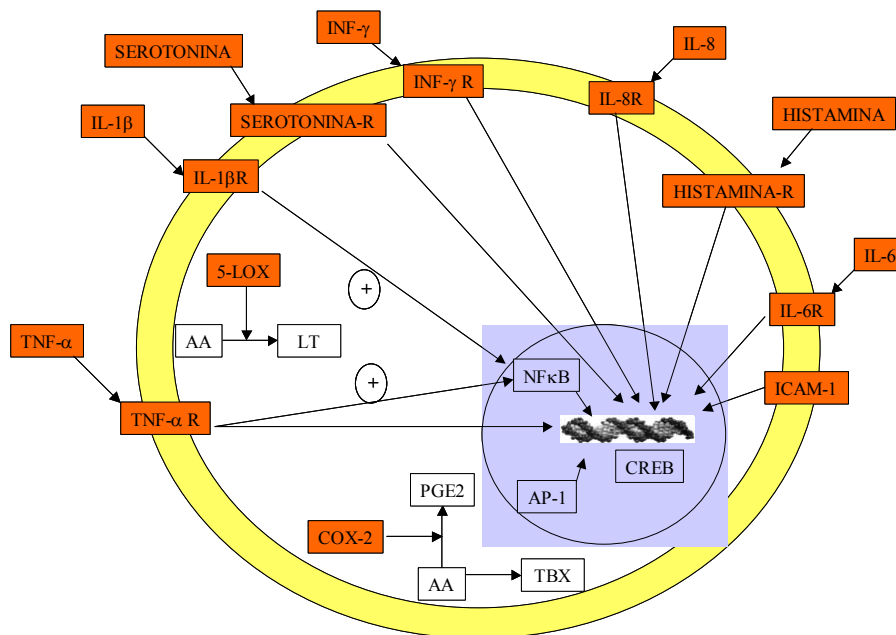 INF-γ
IL-8
SEROTONINA
INF-γ R
IL-8R
HISTAMINA
IL-1β
SEROTONINA-R
IL-1βR
HISTAMINA-R
IL-6
5-LOX
+
IL-6R
TNF-α
AA
LT
NFκB
+
ICAM-1
TNF-α R
CREB
PGE2
AP-1
COX-2
AA
TBX